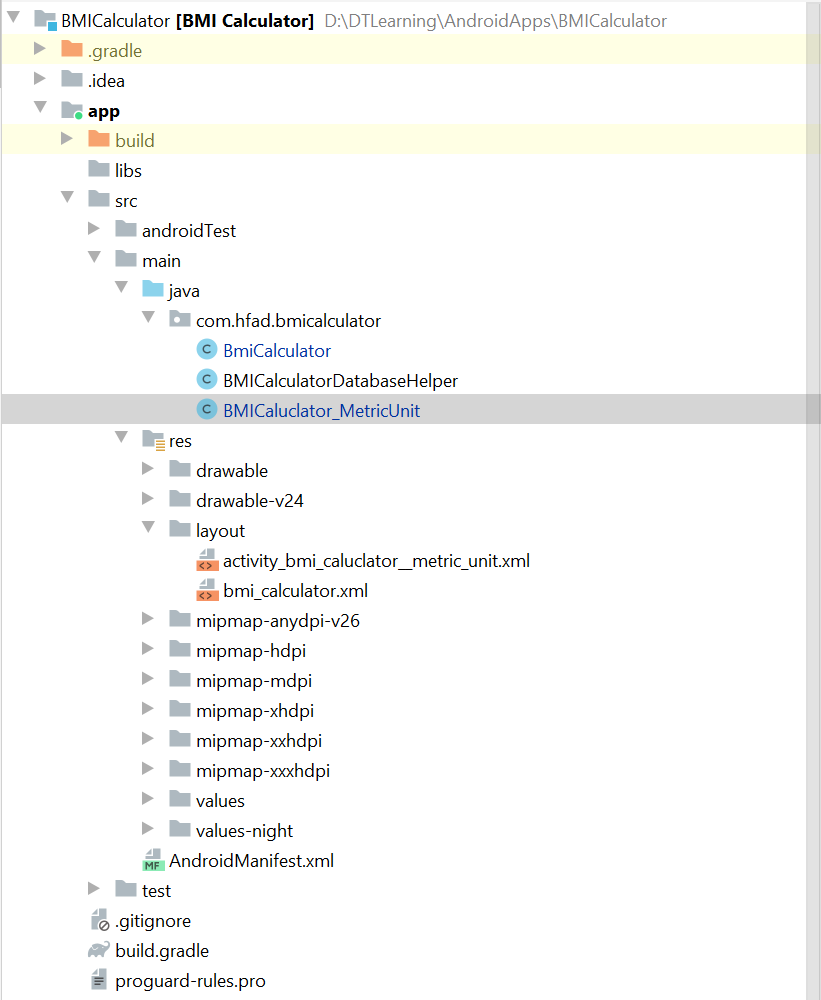 BMICalculator [BMI Calculator] D:\DTLearning\AndroidApps\BMICalculator
.gradle
.idea
app
build
libs
src
androidTest
main
java
com.hfad.bmicalculator
C BmiCalculator
C BMICalculatorDatabaseHelper
C BMICaluclator_MetricUnit
res
drawable
drawable-v24
layout
activity_bmi_caluclator__metric_unit.xml
bmi_calculator.xml
mipmap-anydpi-v26
mipmap-hdpi
mipmap-mdpi
mipmap-xhdpi
mipmap-xxhdpi
mipmap-xxxhdpi
values
values-night
MF AndroidManifest.xml
test
.gitignore
build.gradle
proguard-rules.pro